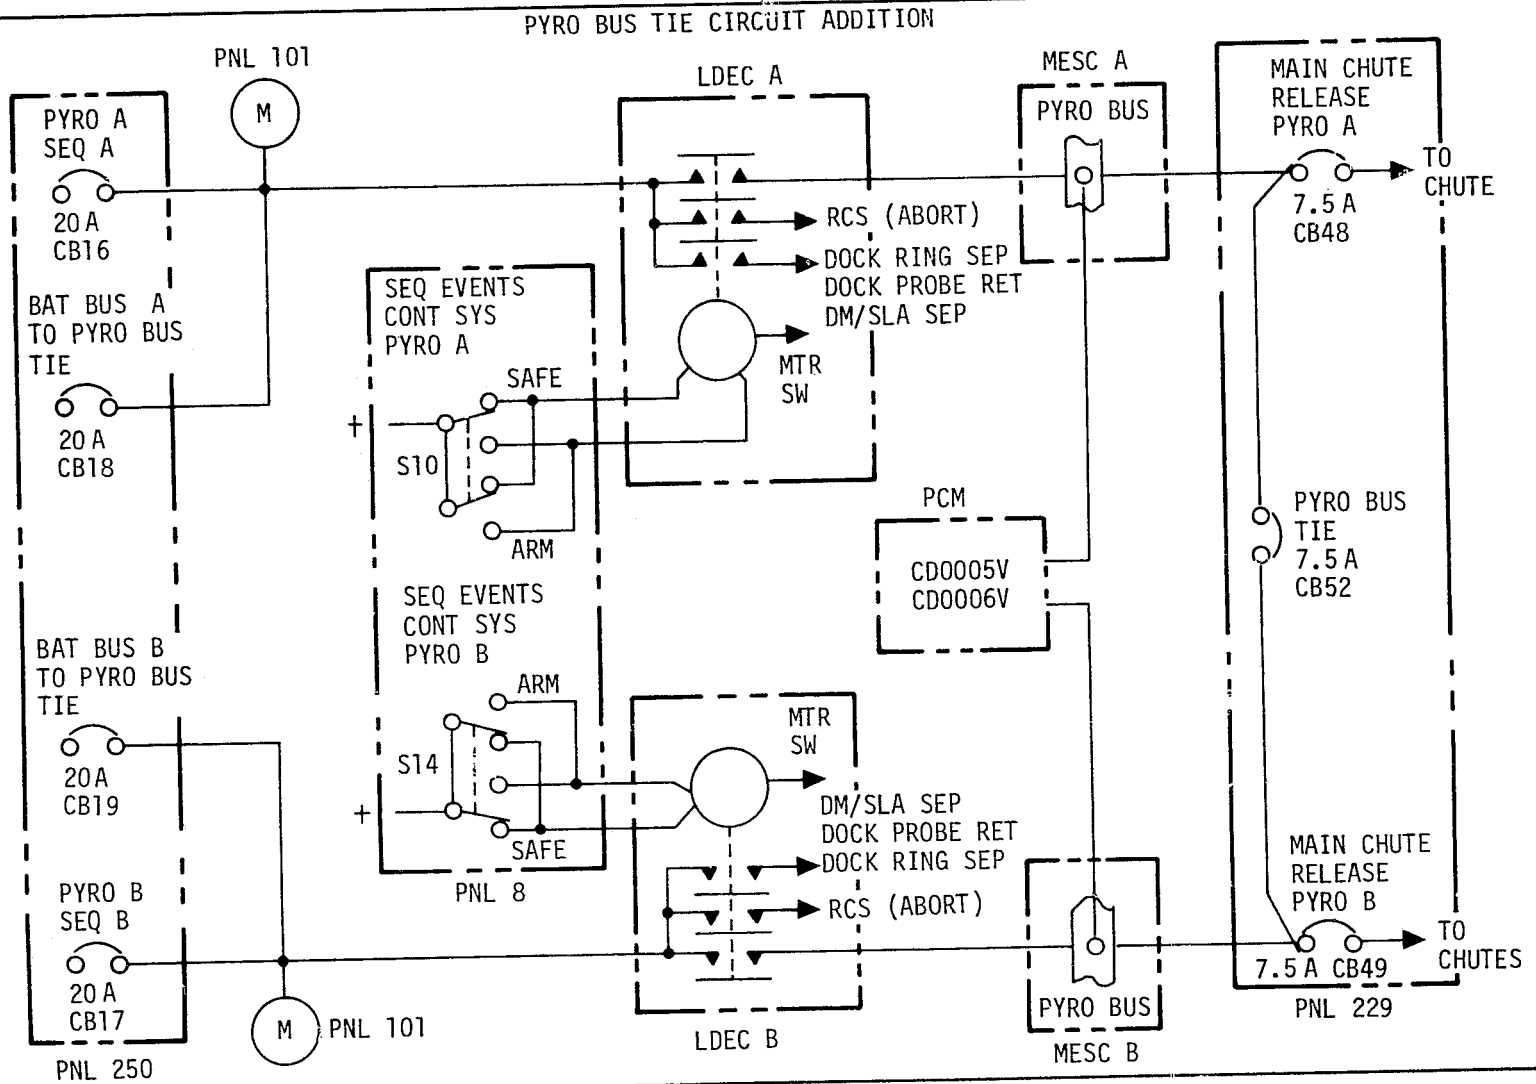 PYRO BUS TIE CIRCUIT ADDITION
PNL 101
M
PYRO A
SEQ A
20 A
CB16
BAT BUS A
TO PYRO BUS
TIE
20 A
CB18
BAT BUS B
TO PYRO BUS
TIE
20 A
CB19
PYRO B
SEQ B
20 A
CB17
PNL 250
M
PNL 101
SEQ EVENTS
CONT SYS
PYRO A
SAFE
+
S10
ARM
SEQ EVENTS
CONT SYS
PYRO B
ARM
S14
+
SAFE
PNL 8
LDEC A
RCS (ABORT)
DOCK RING SEP
DOCK PROBE RET
DM/SLA SEP
MTR
SW
MTR
SW
DM/SLA SEP
DOCK PROBE RET
DOCK RING SEP
RCS (ABORT)
LDEC B
MESC A
PYRO BUS
PCM
CD0005V
CD0006V
PYRO BUS
MESC B
MAIN CHUTE
RELEASE
PYRO A
TO
CHUTE
7.5 A
CB48
PYRO BUS
TIE
7.5 A
CB52
MAIN CHUTE
RELEASE
PYRO B
TO
CHUTES
7.5 A CB49
PNL 229